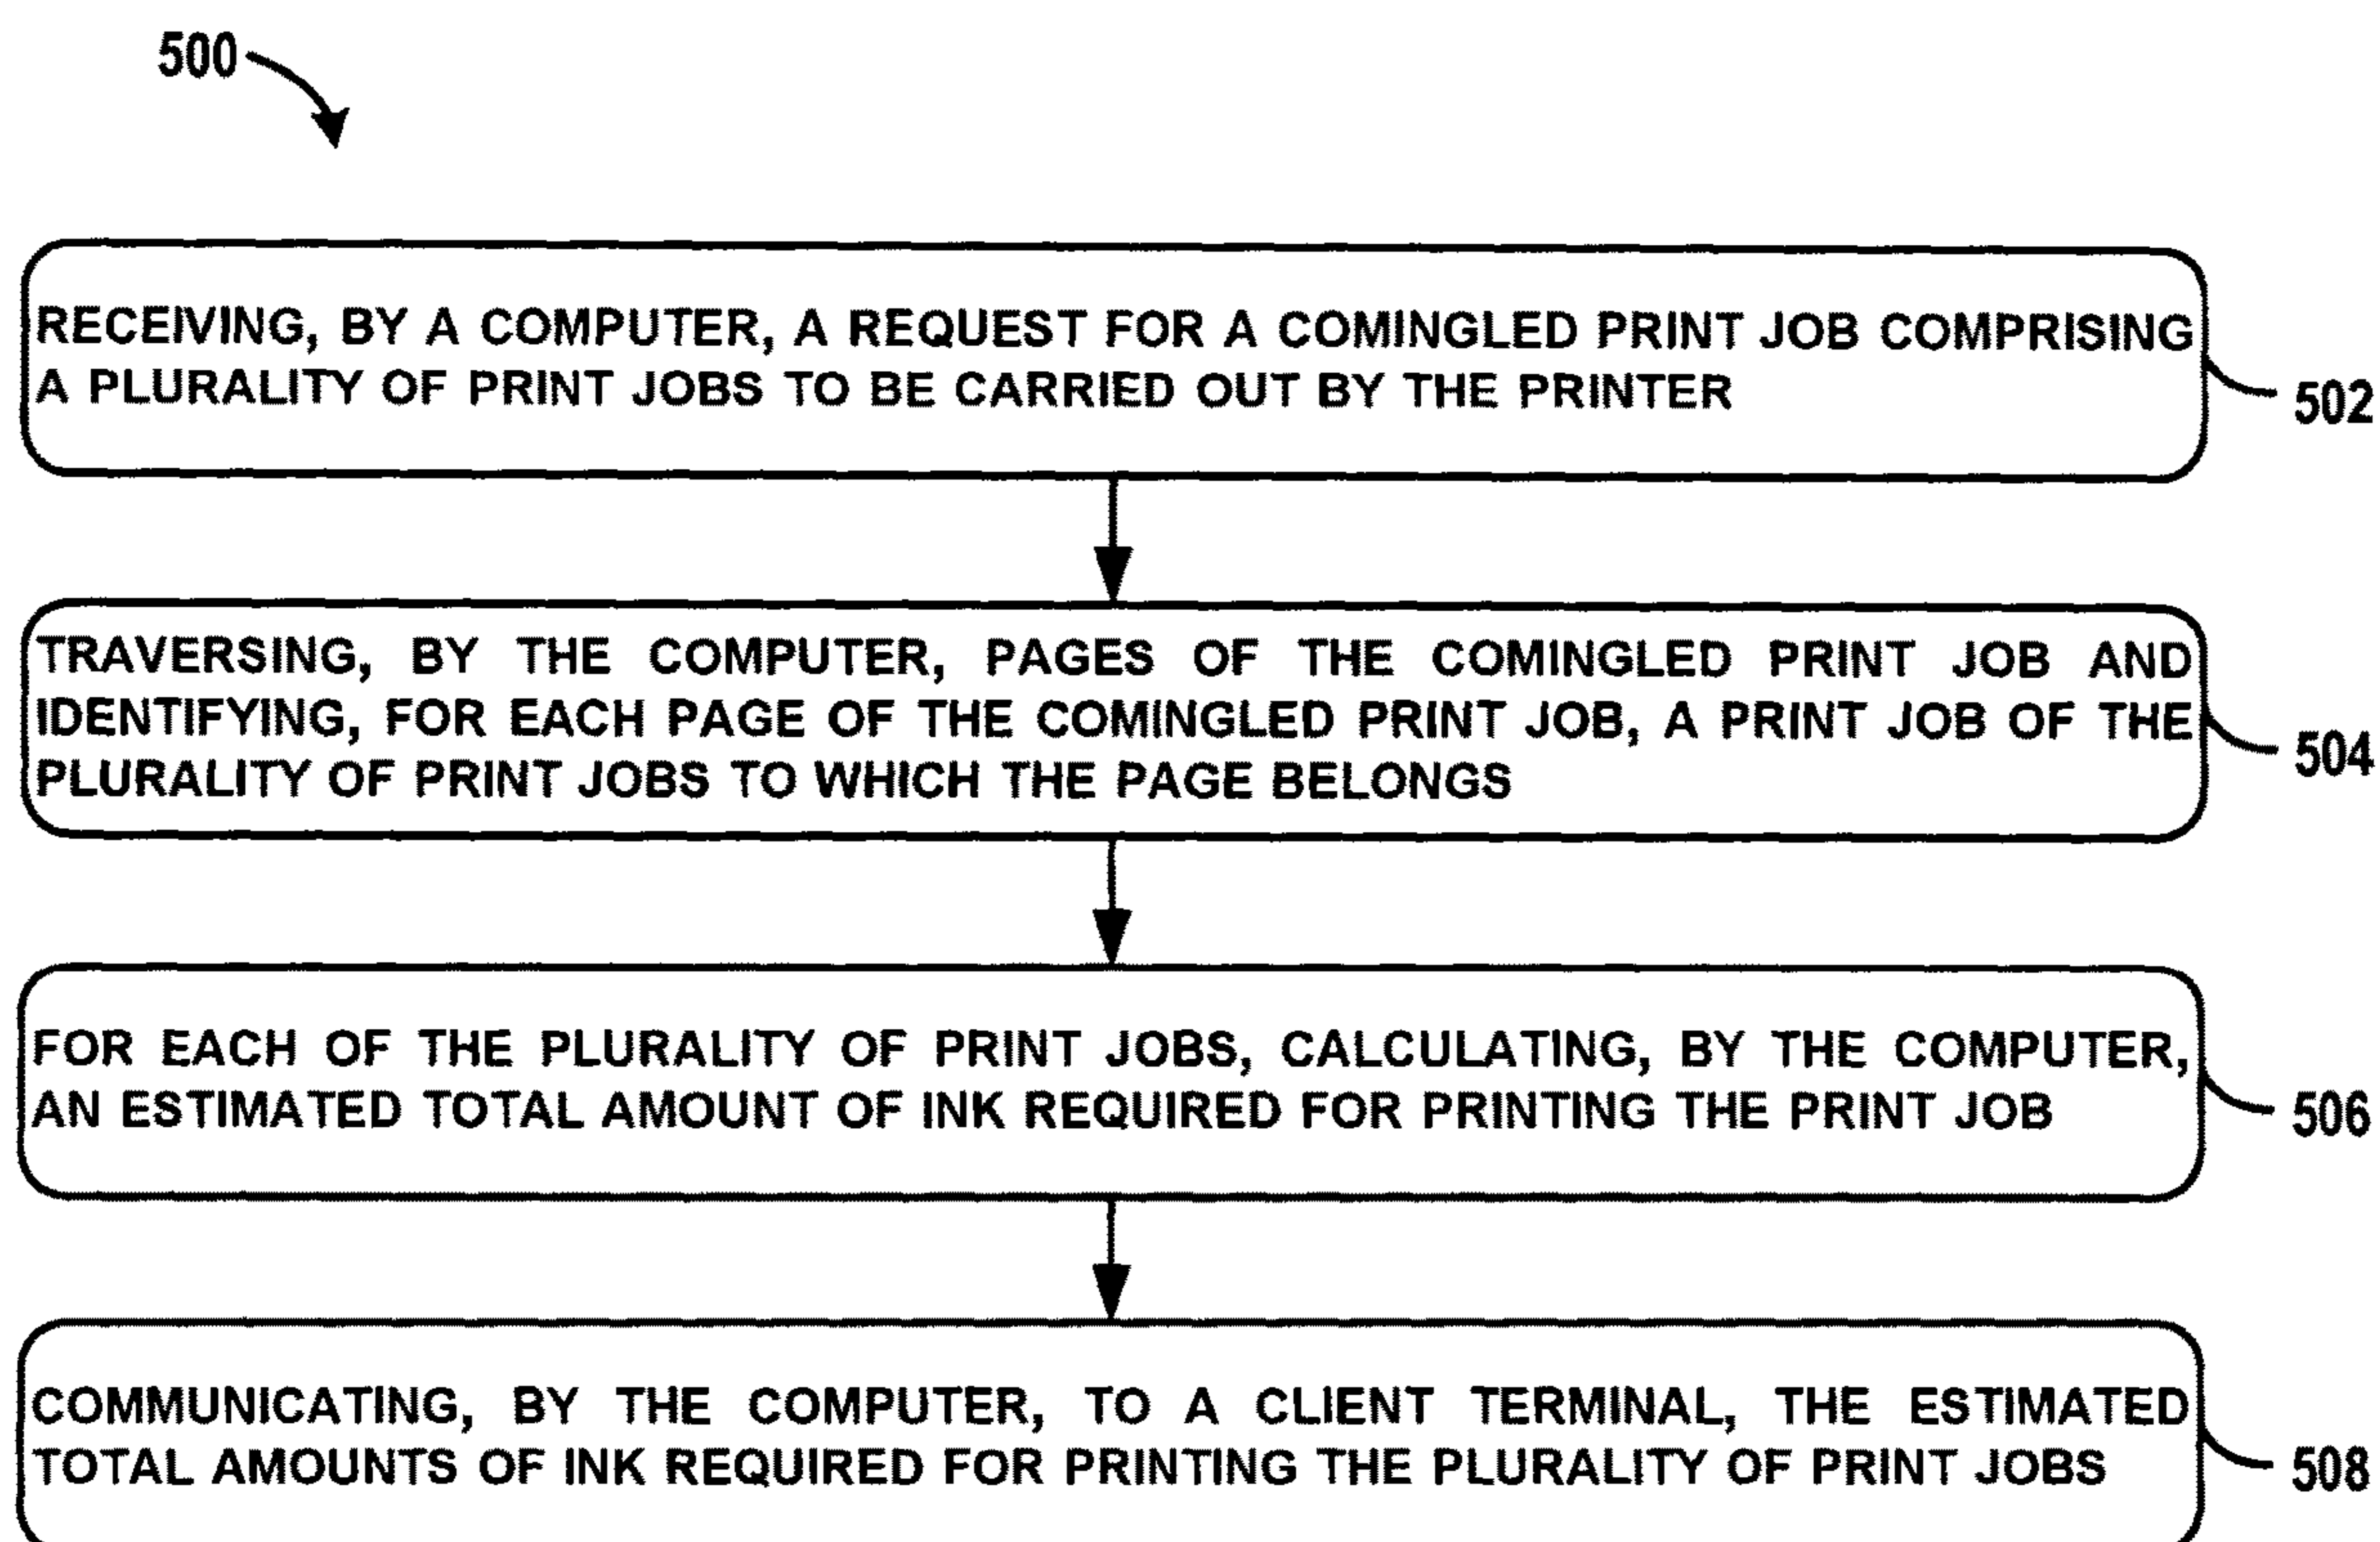 500
RECEIVING, BY A COMPUTER, A REQUEST FOR A COMINGLED PRINT JOB COMPRISING
A PLURALITY OF PRINT JOBS TO BE CARRIED OUT BY THE PRINTER
502
TRAVERSING, BY THE COMPUTER, PAGES OF THE COMINGLED PRINT JOB AND
IDENTIFYING, FOR EACH PAGE OF THE COMINGLED PRINT JOB, A PRINT JOB OF THE
PLURALITY OF PRINT JOBS TO WHICH THE PAGE BELONGS
504
FOR EACH OF THE PLURALITY OF PRINT JOBS, CALCULATING, BY THE COMPUTER,
AN ESTIMATED TOTAL AMOUNT OF INK REQUIRED FOR PRINTING THE PRINT JOB
506
COMMUNICATING, BY THE COMPUTER, TO A CLIENT TERMINAL, THE ESTIMATED
TOTAL AMOUNTS OF INK REQUIRED FOR PRINTING THE PLURALITY OF PRINT JOBS
508